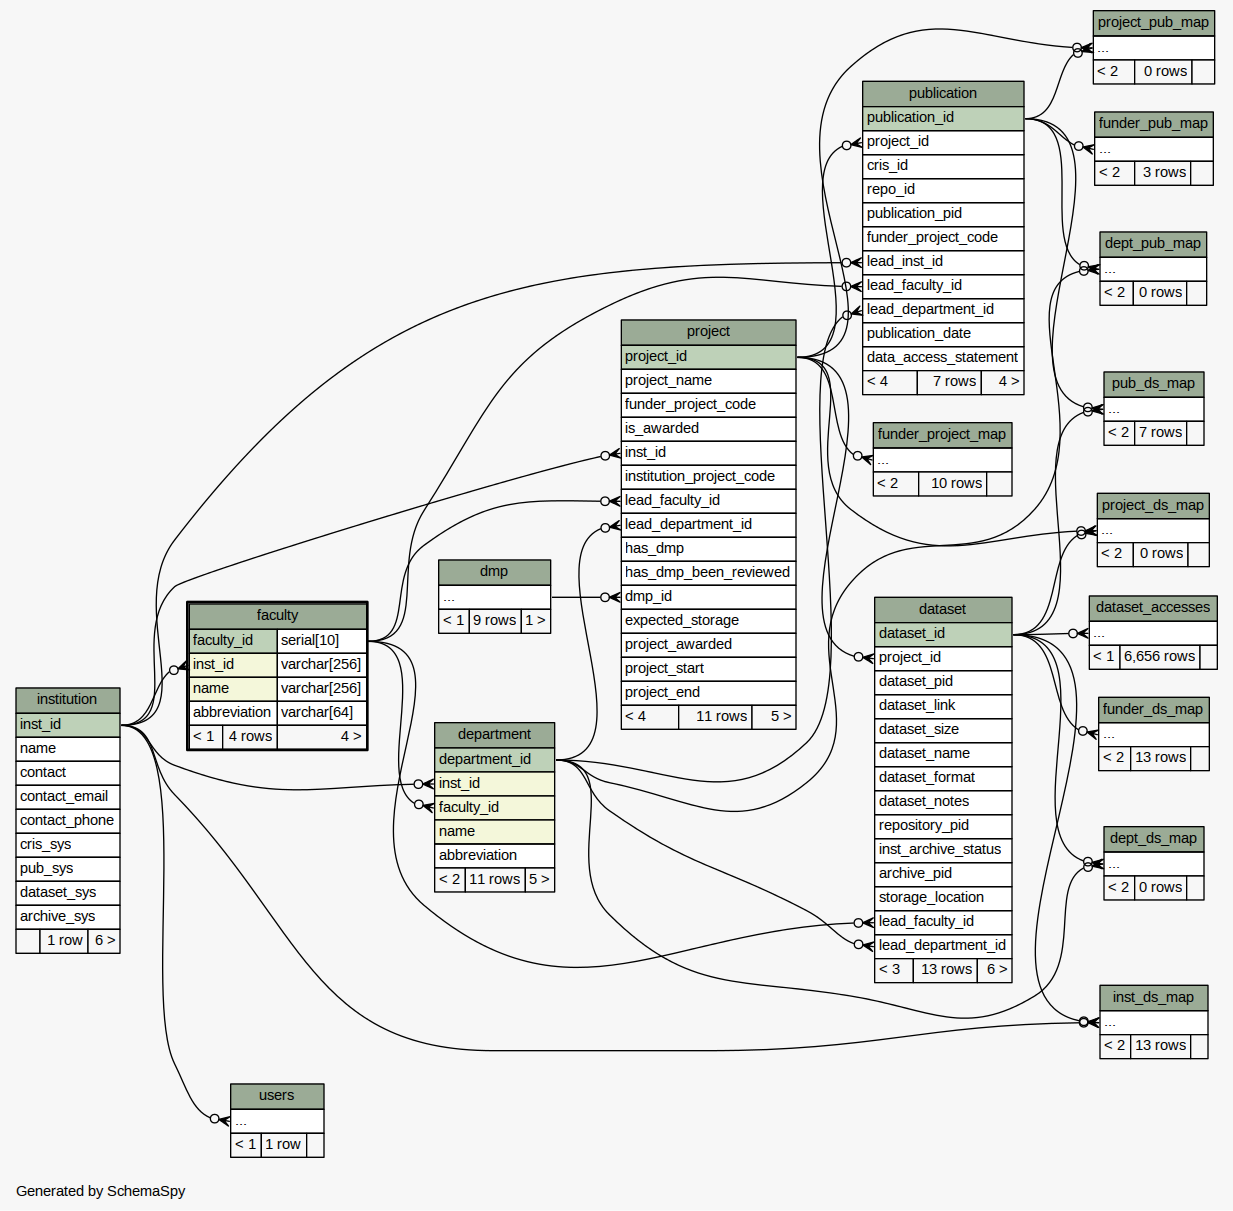 project_pub_map
...
< 2 0 rows
publication
publication_id
project_id
cris_id
repo_id
publication_pid
funder_project_code
lead_inst_id
lead_faculty_id
lead_department_id
publication_date
data_access_statement
< 4 7 rows 4 >
funder_pub_map
...
< 2 3 rows
dept_pub_map
...
< 2 0 rows
project
project_id
project_name
funder_project_code
is_awarded
inst_id
institution_project_code
lead_faculty_id
lead_department_id
has_dmp
has_dmp_been_reviewed
dmp_id
expected_storage
project_awarded
project_start
project_end
< 4 11 rows 5 >
pub_ds_map
...
< 2 7 rows
funder_project_map
...
< 2 10 rows
project_ds_map
...
< 2 0 rows
dmp
...
< 1 9 rows 1 >
faculty
faculty_id serial[10]
inst_id varchar[256]
name varchar[256]
abbreviation varchar[64]
< 1 4 rows 4 >
dataset
dataset_id
project_id
dataset_pid
dataset_link
dataset_size
dataset_name
dataset_format
dataset_notes
repository_pid
inst_archive_status
archive_pid
storage_location
lead_faculty_id
lead_department_id
< 3 13 rows 6 >
dataset_accesses
...
< 1 6,656 rows
institution
inst_id
name
contact
contact_email
contact_phone
cris_sys
pub_sys
dataset_sys
archive_sys
1 row 6 >
funder_ds_map
...
< 2 13 rows
department
department_id
inst_id
faculty_id
name
abbreviation
< 2 11 rows 5 >
dept_ds_map
...
< 2 0 rows
inst_ds_map
...
< 2 13 rows
users
...
< 1 1 row
Generated by SchemaSpy